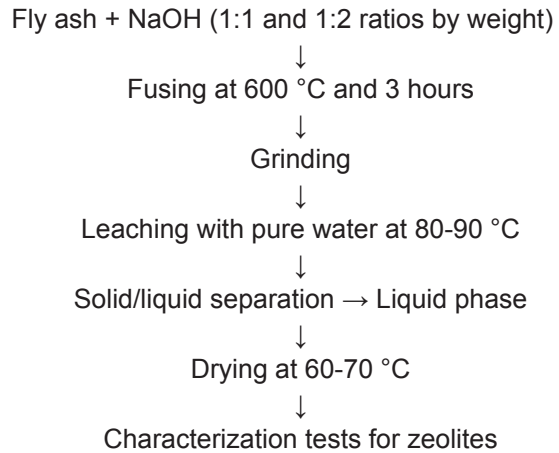 Fly ash + NaOH (1:1 and 1:2 ratios by weight)
↓
Fusing at 600 °C and 3 hours
↓
Grinding
↓
Leaching with pure water at 80-90 °C
↓
Solid/liquid separation → Liquid phase
↓
Drying at 60-70 °C
↓
Characterization tests for zeolites